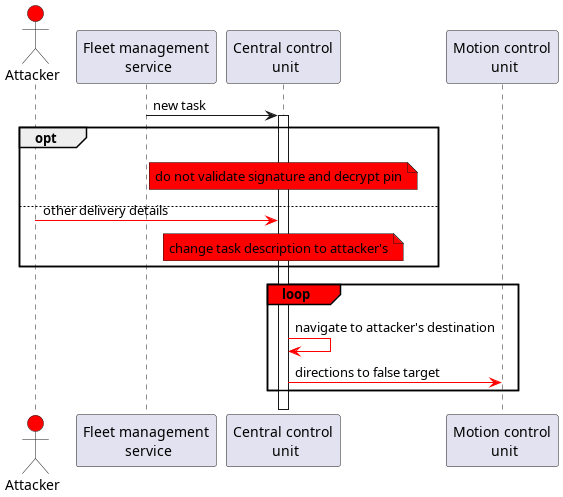 Attacker
Fleet management
service
Central control
unit
Motion control
unit
new task
opt
do not validate signature and decrypt pin
other delivery details
change task description to attacker's
loop
navigate to attacker's destination
directions to false target
Fleet management
service
Central control
unit
Motion control
unit
Attacker